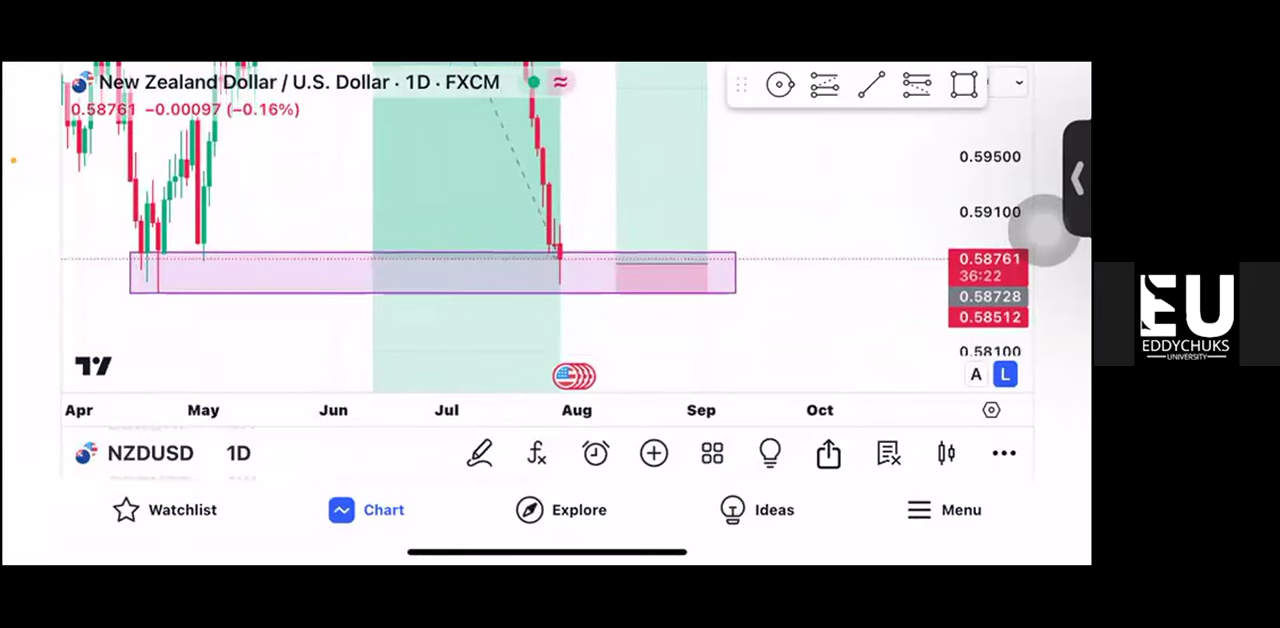 New Zealand Dollar / U.S. Dollar · 1D · FXCM
0.58761 −0.00097 (−0.16%)
0.59500
0.59100
0.58761
36:22
0.58728
0.58512
0.58100
A L
Apr May Jun Jul Aug Sep Oct
NZDUSD 1D
Watchlist Chart Explore Ideas Menu
EU
EDDYCHUKS
UNIVERSITY